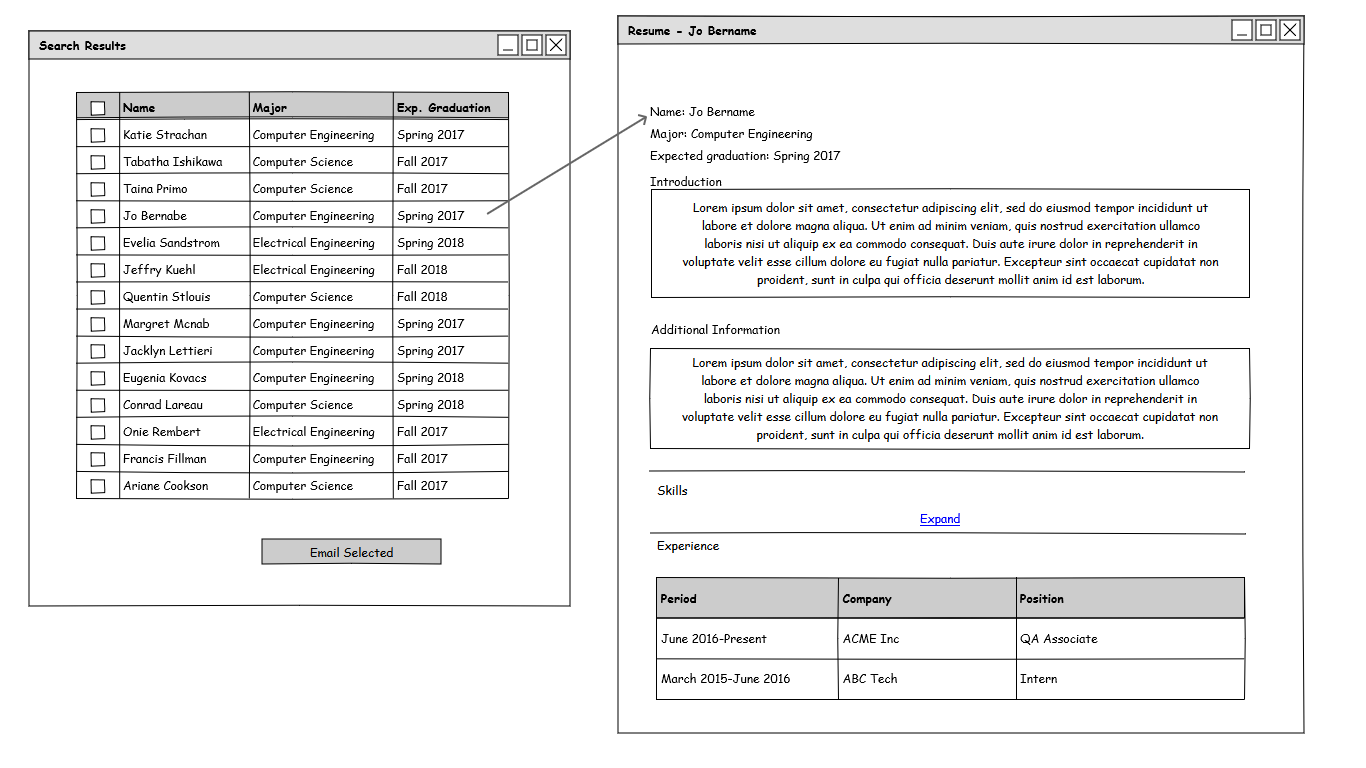 Search Results
Name Major Exp. Graduation
Katie Strachan Computer Engineering Spring 2017
Tabatha Ishikawa Computer Science Fall 2017
Taina Primo Computer Science Fall 2017
Jo Bernabe Computer Engineering Spring 2017
Evelia Sandstrom Electrical Engineering Spring 2018
Jeffry Kuehl Electrical Engineering Fall 2018
Quentin Stlouis Computer Science Fall 2018
Margret Mcnab Computer Engineering Spring 2017
Jacklyn Lettieri Computer Engineering Spring 2017
Eugenia Kovacs Computer Engineering Spring 2018
Conrad Lareau Computer Science Spring 2018
Onie Rembert Electrical Engineering Fall 2017
Francis Fillman Computer Engineering Fall 2017
Ariane Cookson Computer Science Fall 2017
Email Selected
Resume - Jo Bername
Name: Jo Bername
Major: Computer Engineering
Expected graduation: Spring 2017
Introduction
Lorem ipsum dolor sit amet, consectetur adipiscing elit, sed do eiusmod tempor incididunt ut
labore et dolore magna aliqua. Ut enim ad minim veniam, quis nostrud exercitation ullamco
laboris nisi ut aliquip ex ea commodo consequat. Duis aute irure dolor in reprehenderit in
voluptate velit esse cillum dolore eu fugiat nulla pariatur. Excepteur sint occaecat cupidatat non
proident, sunt in culpa qui officia deserunt mollit anim id est laborum.
Additional Information
Lorem ipsum dolor sit amet, consectetur adipiscing elit, sed do eiusmod tempor incididunt ut
labore et dolore magna aliqua. Ut enim ad minim veniam, quis nostrud exercitation ullamco
laboris nisi ut aliquip ex ea commodo consequat. Duis aute irure dolor in reprehenderit in
voluptate velit esse cillum dolore eu fugiat nulla pariatur. Excepteur sint occaecat cupidatat non
proident, sunt in culpa qui officia deserunt mollit anim id est laborum.
Skills
Expand
Experience
Period Company Position
June 2016-Present ACME Inc QA Associate
March 2015-June 2016 ABC Tech Intern